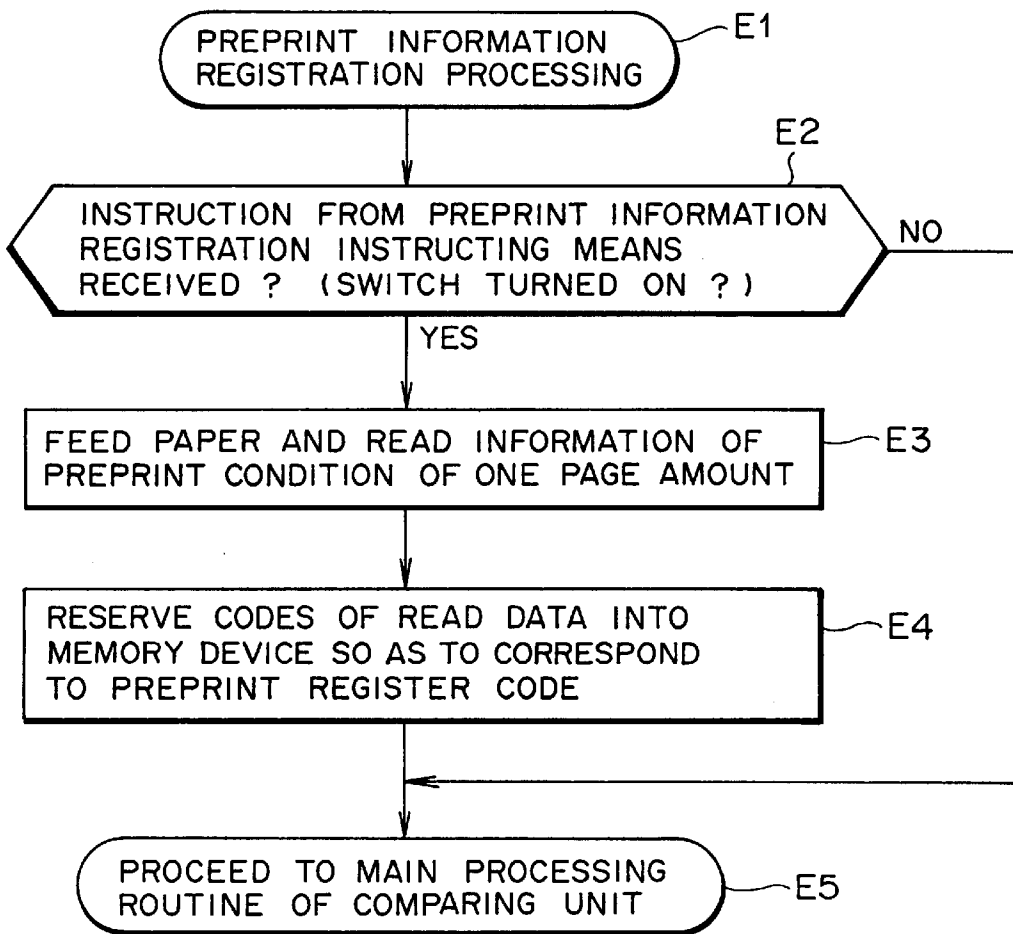 PREPRINT INFORMATION
REGISTRATION PROCESSING
E1
E2
INSTRUCTION FROM PREPRINT INFORMATION
REGISTRATION INSTRUCTING MEANS
RECEIVED ? (SWITCH TURNED ON ?)
NO
YES
FEED PAPER AND READ INFORMATION OF
PREPRINT CONDITION OF ONE PAGE AMOUNT
E3
RESERVE CODES OF READ DATA INTO
MEMORY DEVICE SO AS TO CORRESPOND
TO PREPRINT REGISTER CODE
E4
PROCEED TO MAIN PROCESSING
ROUTINE OF COMPARING UNIT
E5